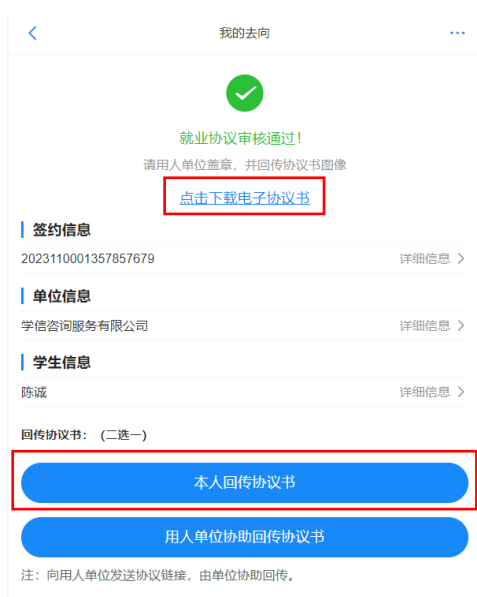 我的去向
就业协议审核通过！
请用人单位盖章，并回传协议书图像
点击下载电子协议书
签约信息
2023110001357857679 详细信息
单位信息
学信咨询服务有限公司 详细信息
学生信息
陈诚 详细信息
回传协议书：（二选一）
本人回传协议书
用人单位协助回传协议书
注：向用人单位发送协议链接，由单位协助回传。